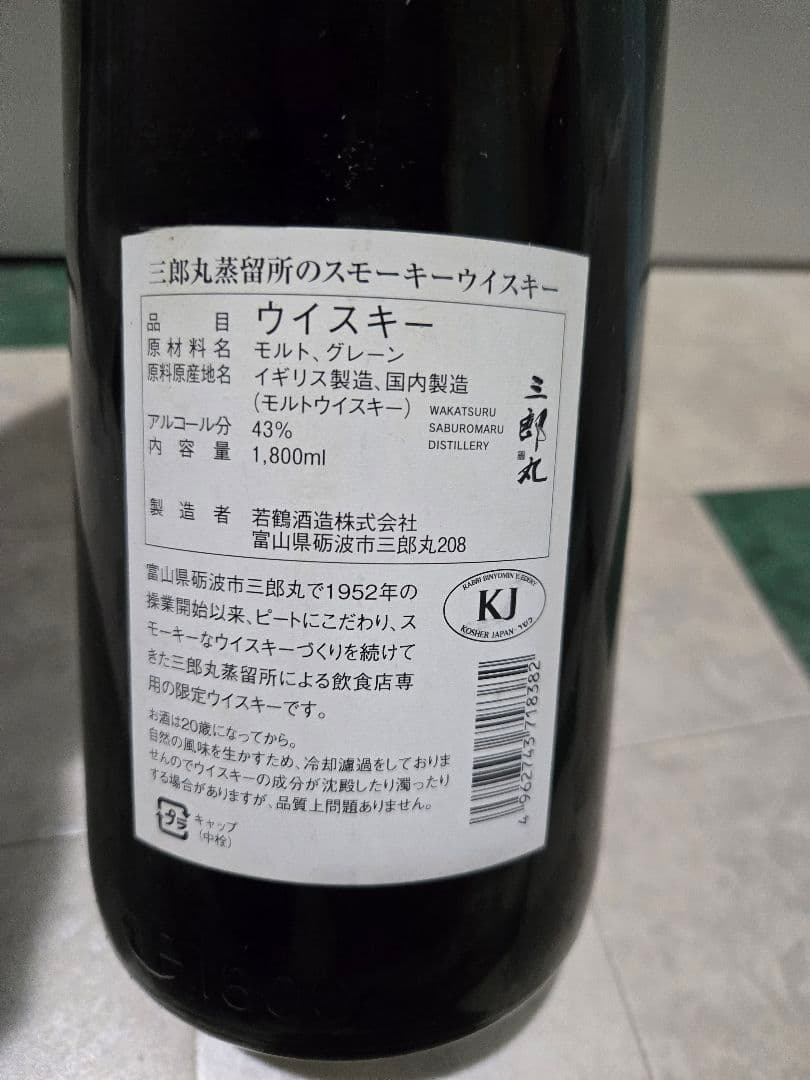 三郎丸蒸留所のスモーキーウイスキー
品目 ウイスキー
原材料名 モルト、グレーン
原料原産地名 イギリス製造、国内製造
(モルトウイスキー)
アルコール分 43%
内容量 1,800ml
WAKATSURU
SABUROMARU
DISTILLERY
三郎丸
製造者 若鶴酒造株式会社
富山県砺波市三郎丸208
富山県砺波市三郎丸で1952年の
操業開始以来、ピートにこだわり、ス
モーキーなウイスキーづくりを続けて
きた三郎丸蒸留所による飲食店専
用の限定ウイスキーです。
お酒は20歳になってから。
自然の風味を生かすため、冷却濾過をしておりま
せんのでウイスキーの成分が沈殿したり濁ったり
する場合がありますが、品質上問題ありません。
RABBI BINYOMIN Y. EDERY
KJ
KOSHER JAPAN・כשר
4 962743 718382
プラ
キャップ
(中栓)